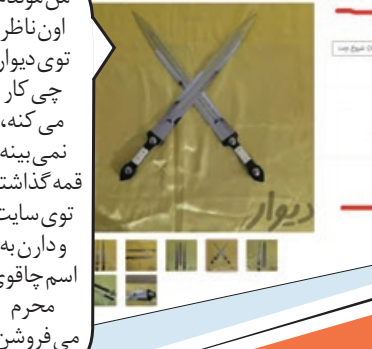 اون ناظر
توی دیوار
چی کار
می‌کنه،
نمی‌بینه
قمه گذاشتن
توی سایت
و دارن به
اسم چاقوی
محرم
می‌فروشن
دیوار